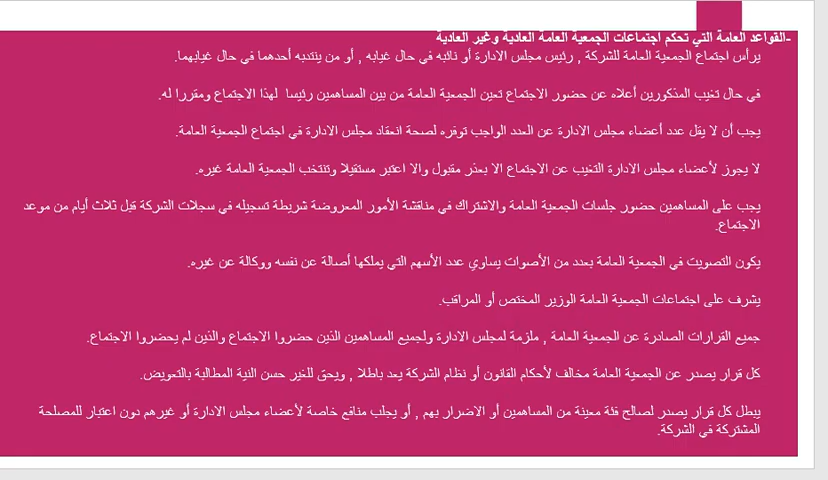 -القواعد العامة التي تحكم اجتماعات الجمعية العامة العادية وغير العادية
يرأس اجتماع الجمعية العامة للشركة , رئيس مجلس الادارة أو نائبه في حال غيابه , أو من ينتدبه أحدهما في حال غيابهما.
في حال تغيب المذكورين أعلاه عن حضور الاجتماع تعين الجمعية العامة من بين المساهمين رئيسا لهذا الاجتماع ومقررا له.
يجب أن لا يقل عدد أعضاء مجلس الادارة عن العدد الواجب توفره لصحة انعقاد مجلس الادارة في اجتماع الجمعية العامة.
لا يجوز لأعضاء مجلس الادارة التغيب عن الاجتماع الا بعذر مقبول والا اعتبر مستقيلا وتنتخب الجمعية العامة غيره.
يجب على المساهمين حضور جلسات الجمعية العامة والاشتراك في مناقشة الأمور المعروضة شريطة تسجيله في سجلات الشركة قبل ثلاث أيام من موعد
الاجتماع.
يكون التصويت في الجمعية العامة بعدد من الأصوات يساوي عدد الأسهم التي يملكها أصالة عن نفسه ووكالة عن غيره.
يشرف على اجتماعات الجمعية العامة الوزير المختص أو المراقب.
جميع القرارات الصادرة عن الجمعية العامة , ملزمة لمجلس الادارة ولجميع المساهمين الذين حضروا الاجتماع والذين لم يحضروا الاجتماع.
كل قرار يصدر عن الجمعية العامة مخالف لأحكام القانون أو نظام الشركة يعد باطلا , ويحق للغير حسن النية المطالبة بالتعويض.
يبطل كل قرار يصدر لصالح فئة معينة من المساهمين أو الاضرار بهم , أو يجلب منافع خاصة لأعضاء مجلس الادارة أو غيرهم دون اعتبار للمصلحة
المشتركة في الشركة.